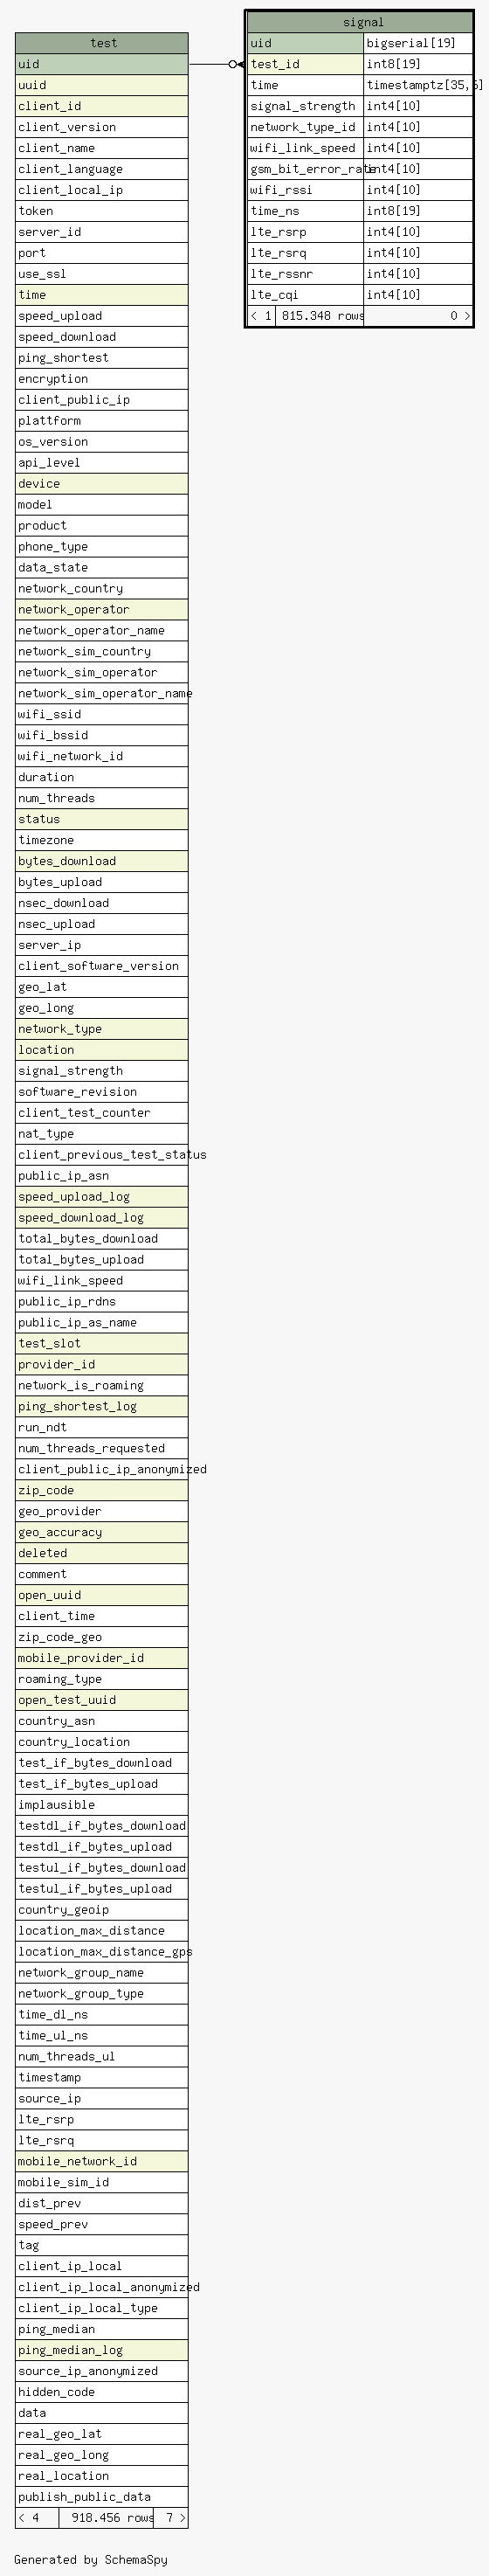 test
uid
uuid
client_id
client_version
client_name
client_language
client_local_ip
token
server_id
port
use_ssl
time
speed_upload
speed_download
ping_shortest
encryption
client_public_ip
plattform
os_version
api_level
device
model
product
phone_type
data_state
network_country
network_operator
network_operator_name
network_sim_country
network_sim_operator
network_sim_operator_name
wifi_ssid
wifi_bssid
wifi_network_id
duration
num_threads
status
timezone
bytes_download
bytes_upload
nsec_download
nsec_upload
server_ip
client_software_version
geo_lat
geo_long
network_type
location
signal_strength
software_revision
client_test_counter
nat_type
client_previous_test_status
public_ip_asn
speed_upload_log
speed_download_log
total_bytes_download
total_bytes_upload
wifi_link_speed
public_ip_rdns
public_ip_as_name
test_slot
provider_id
network_is_roaming
ping_shortest_log
run_ndt
num_threads_requested
client_public_ip_anonymized
zip_code
geo_provider
geo_accuracy
deleted
comment
open_uuid
client_time
zip_code_geo
mobile_provider_id
roaming_type
open_test_uuid
country_asn
country_location
test_if_bytes_download
test_if_bytes_upload
implausible
testdl_if_bytes_download
testdl_if_bytes_upload
testul_if_bytes_download
testul_if_bytes_upload
country_geoip
location_max_distance
location_max_distance_gps
network_group_name
network_group_type
time_dl_ns
time_ul_ns
num_threads_ul
timestamp
source_ip
lte_rsrp
lte_rsrq
mobile_network_id
mobile_sim_id
dist_prev
speed_prev
tag
client_ip_local
client_ip_local_anonymized
client_ip_local_type
ping_median
ping_median_log
source_ip_anonymized
hidden_code
data
real_geo_lat
real_geo_long
real_location
publish_public_data
< 4 918.456 rows 7 >
signal
uid bigserial[19]
test_id int8[19]
time timestamptz[35,6]
signal_strength int4[10]
network_type_id int4[10]
wifi_link_speed int4[10]
gsm_bit_error_rate int4[10]
wifi_rssi int4[10]
time_ns int8[19]
lte_rsrp int4[10]
lte_rsrq int4[10]
lte_rssnr int4[10]
lte_cqi int4[10]
< 1 815.348 rows 0 >
Generated by SchemaSpy